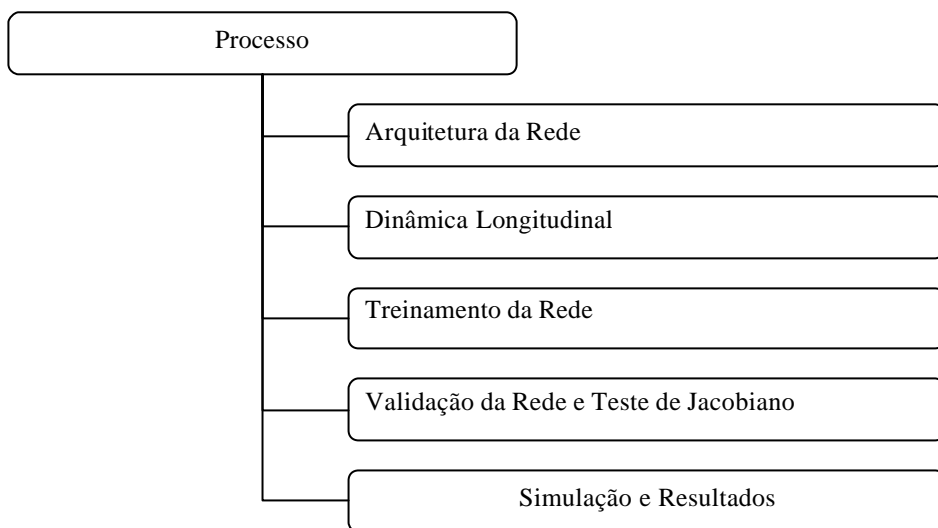 Processo
Arquitetura da Rede
Dinâmica Longitudinal
Treinamento da Rede
Validação da Rede e Teste de Jacobiano
Simulação e Resultados